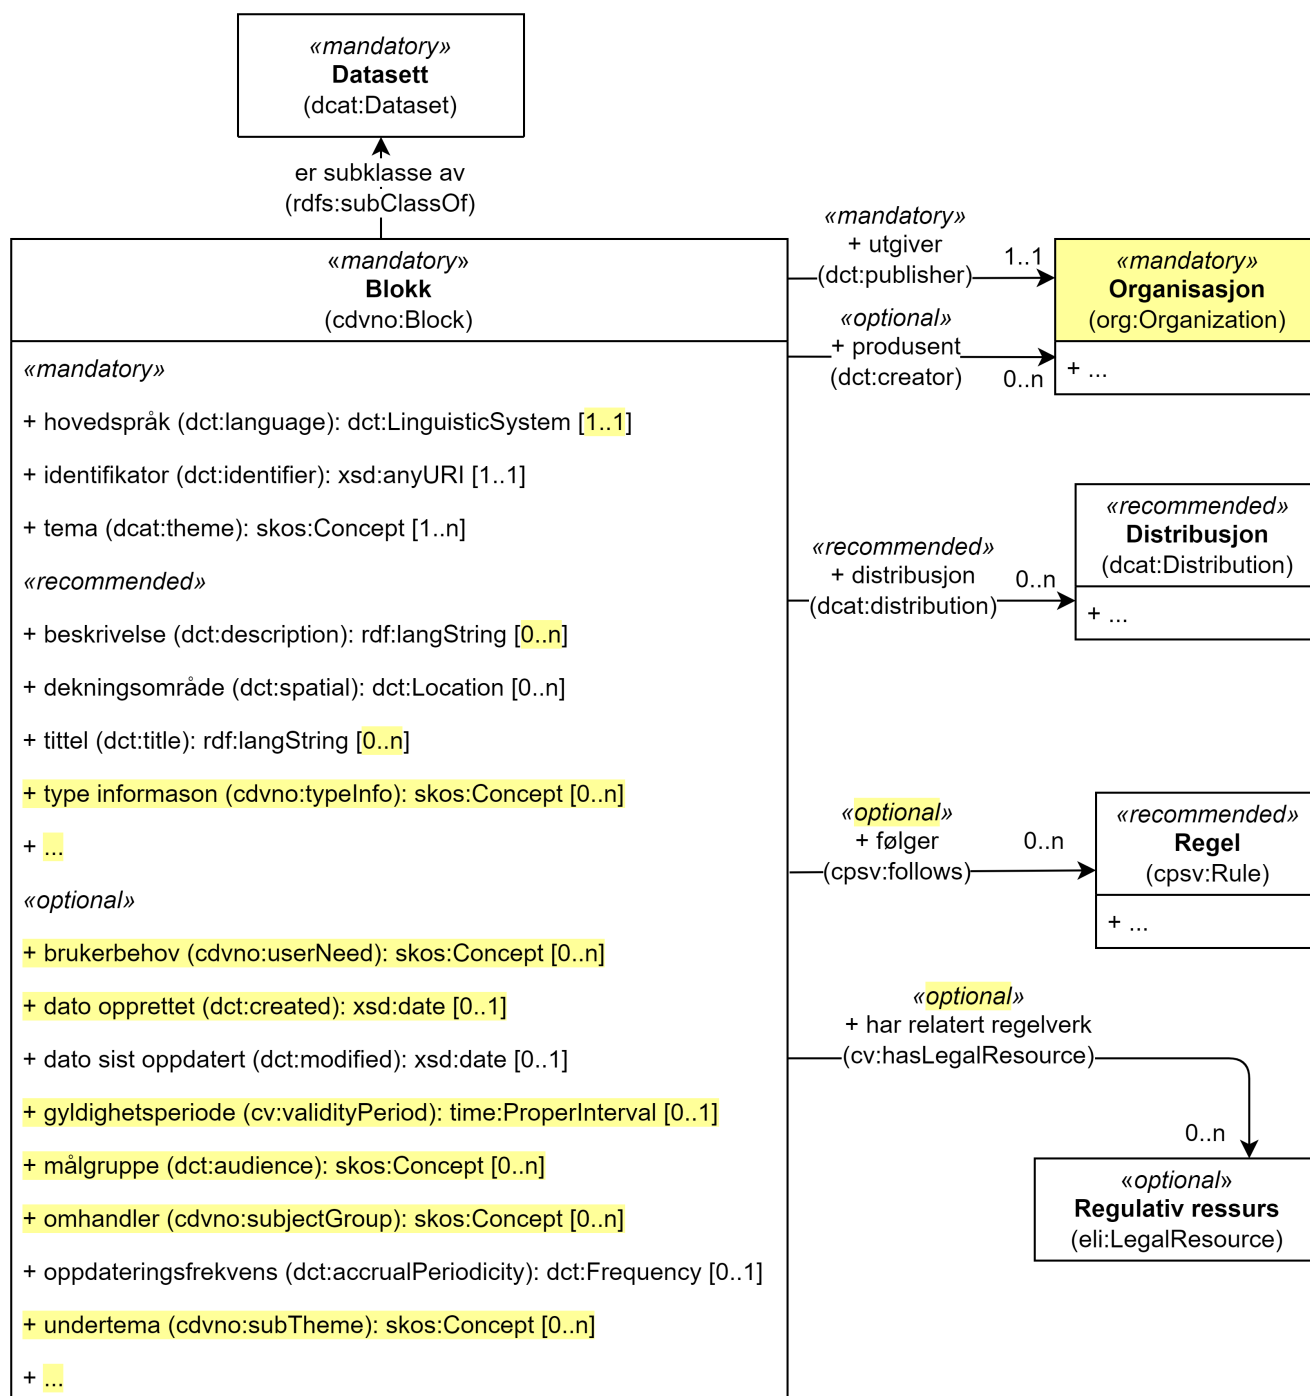 «mandatory»
Datasett
(dcat:Dataset)
er subklasse av
(rdfs:subClassOf)
«mandatory»
Blokk
(cdvno:Block)
«mandatory»
+ hovedspråk (dct:language): dct:LinguisticSystem [1..1]
+ identifikator (dct:identifier): xsd:anyURI [1..1]
+ tema (dcat:theme): skos:Concept [1..n]
«recommended»
+ beskrivelse (dct:description): rdf:langString [0..n]
+ dekningsområde (dct:spatial): dct:Location [0..n]
+ tittel (dct:title): rdf:langString [0..n]
+ type informason (cdvno:typeInfo): skos:Concept [0..n]
+ ...
«optional»
+ brukerbehov (cdvno:userNeed): skos:Concept [0..n]
+ dato opprettet (dct:created): xsd:date [0..1]
+ dato sist oppdatert (dct:modified): xsd:date [0..1]
+ gyldighetsperiode (cv:validityPeriod): time:ProperInterval [0..1]
+ målgruppe (dct:audience): skos:Concept [0..n]
+ omhandler (cdvno:subjectGroup): skos:Concept [0..n]
+ oppdateringsfrekvens (dct:accrualPeriodicity): dct:Frequency [0..1]
+ undertema (cdvno:subTheme): skos:Concept [0..n]
+ ...
«mandatory»
+ utgiver
(dct:publisher)
1..1
«optional»
+ produsent
(dct:creator)
0..n
«mandatory»
Organisasjon
(org:Organization)
+ ...
«recommended»
+ distribusjon
(dcat:distribution)
0..n
«recommended»
Distribusjon
(dcat:Distribution)
+ ...
«optional»
+ følger
(cpsv:follows)
0..n
«recommended»
Regel
(cpsv:Rule)
+ ...
«optional»
+ har relatert regelverk
(cv:hasLegalResource)
0..n
«optional»
Regulativ ressurs
(eli:LegalResource)